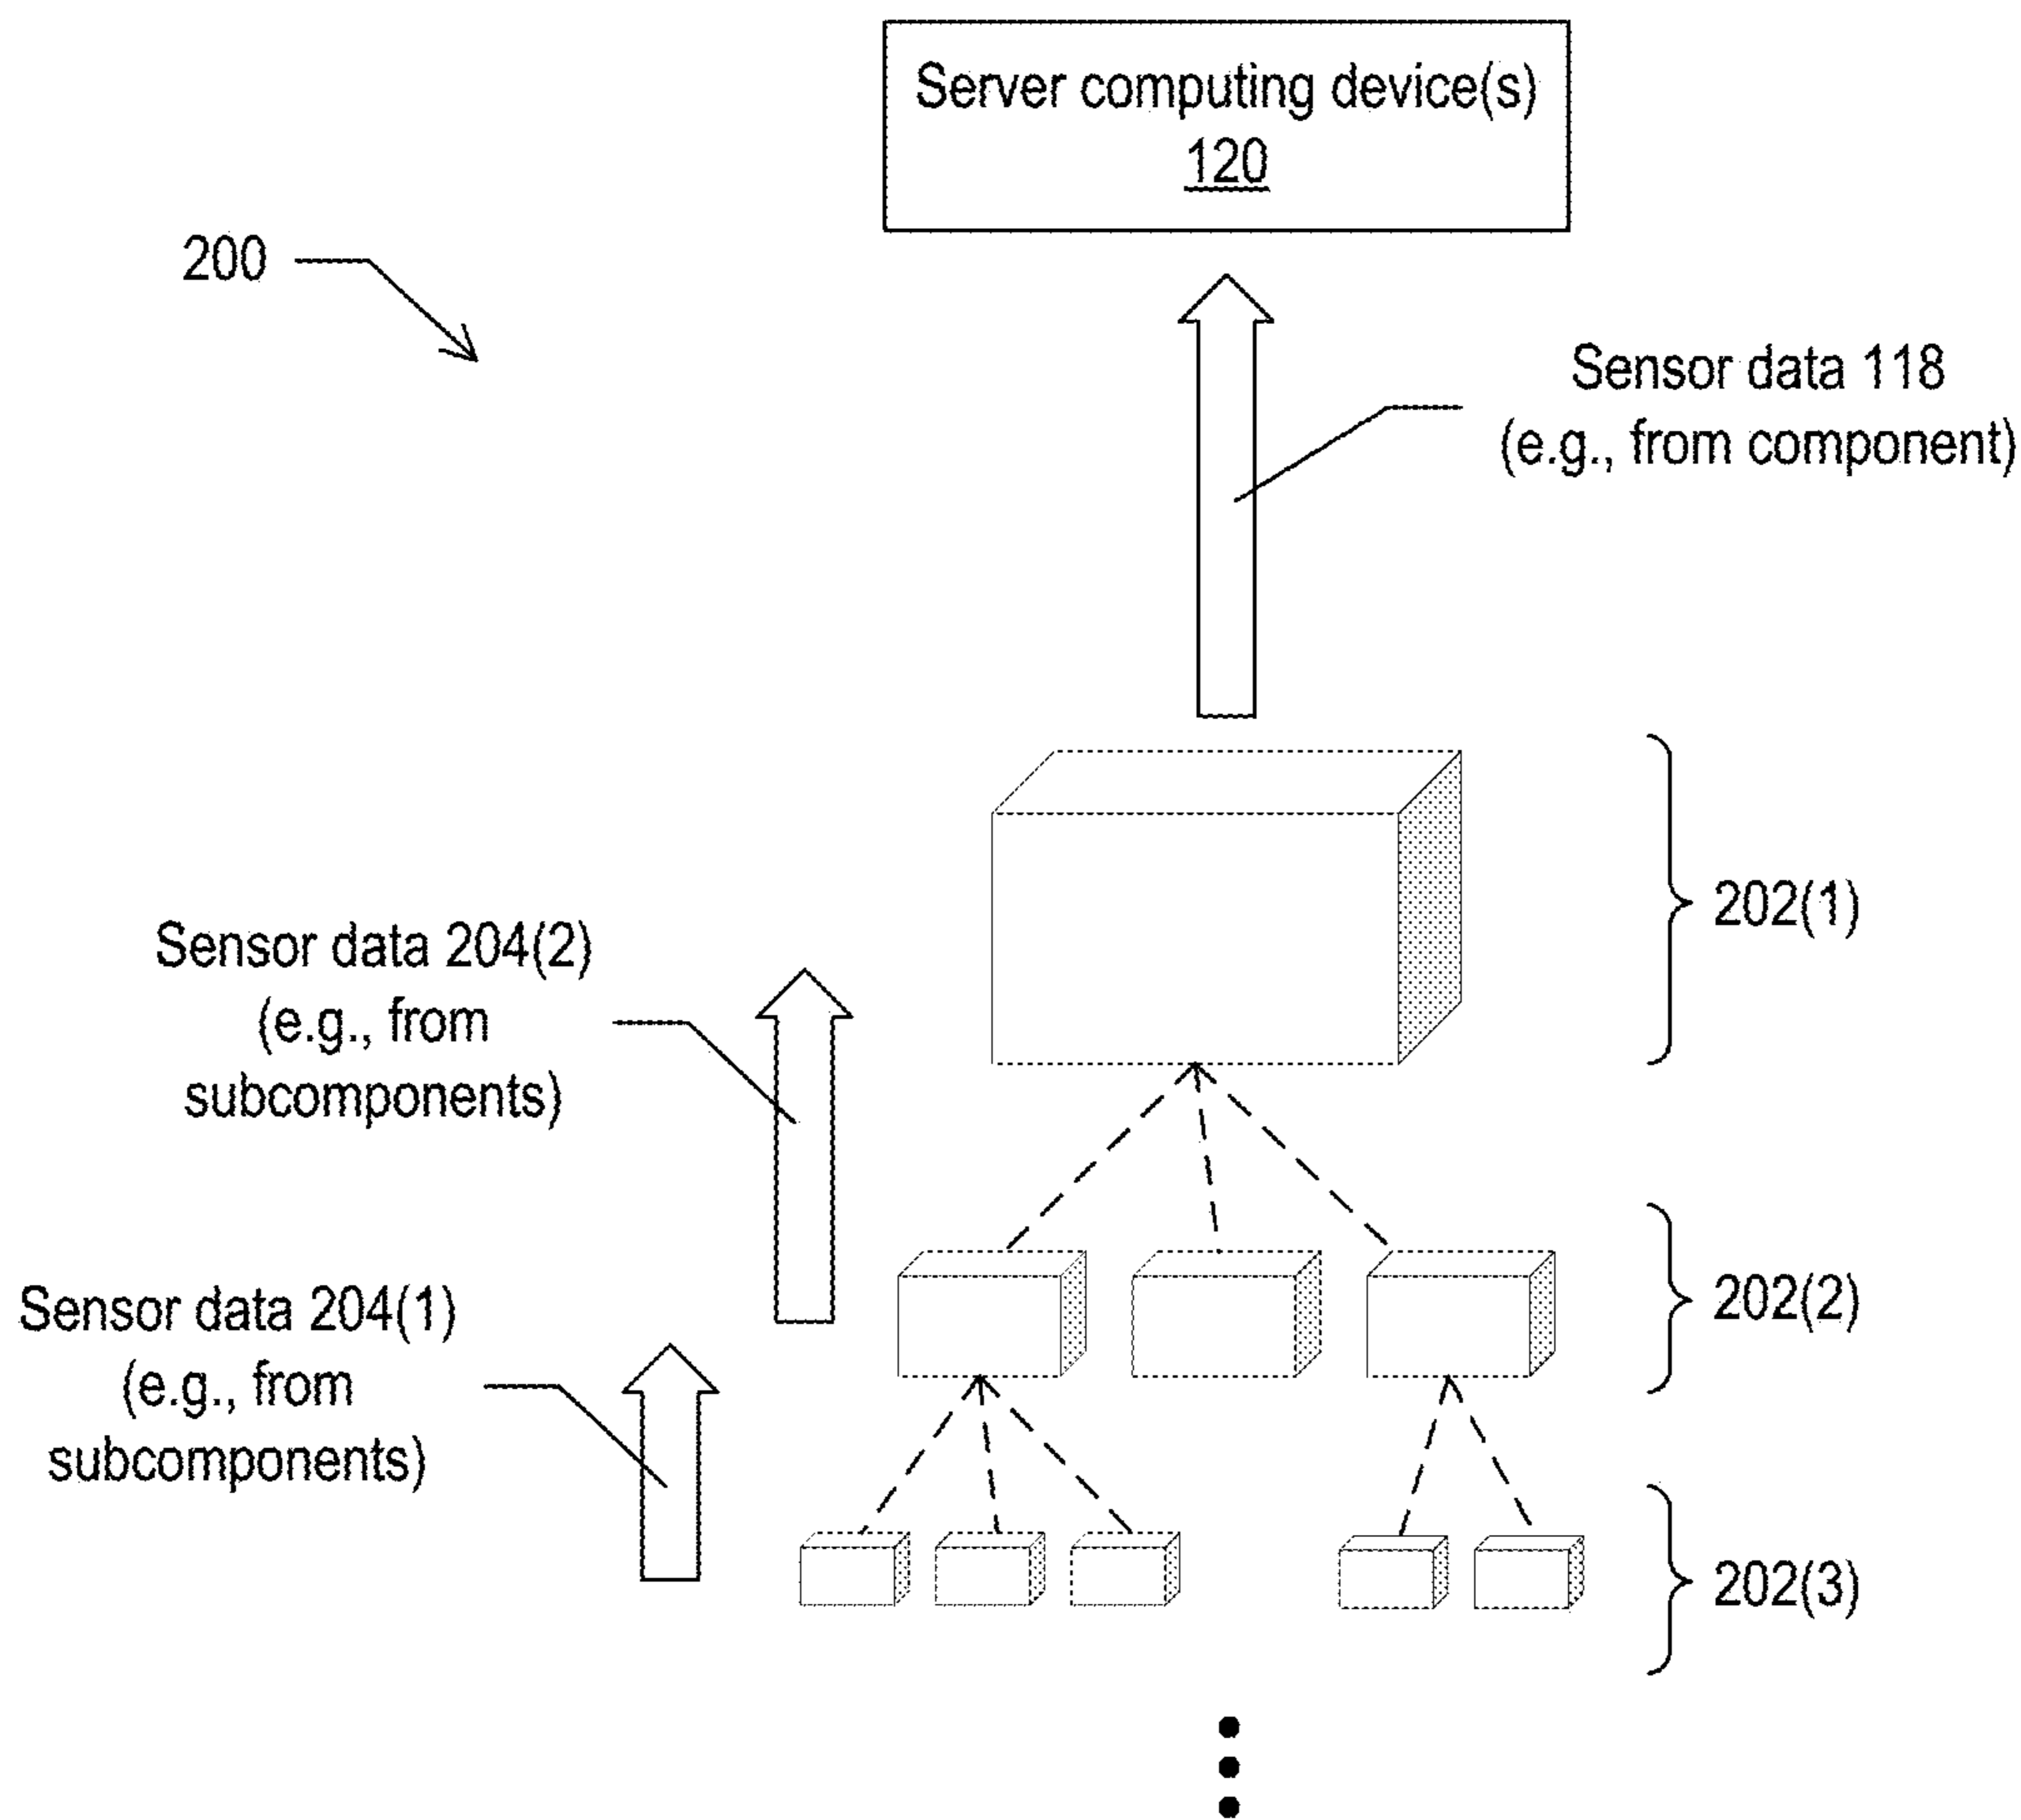 Server computing device(s)
120
200
Sensor data 118
(e.g., from component)
202(1)
Sensor data 204(2)
(e.g., from
subcomponents)
202(2)
Sensor data 204(1)
(e.g., from
subcomponents)
202(3)